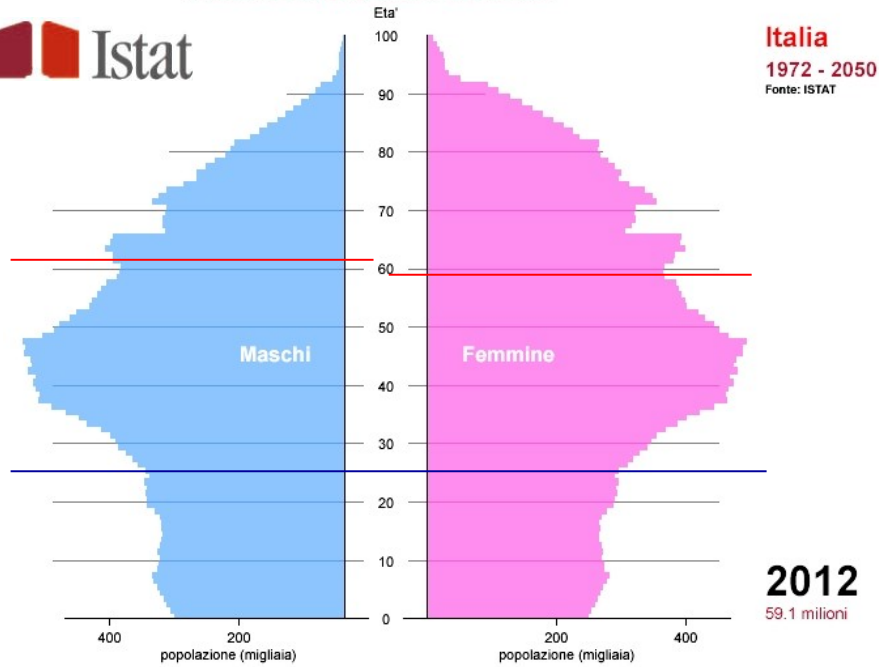 Istat
Eta'
Italia
1972 - 2050
Fonte: ISTAT
100
90
80
70
60
50
40
30
20
10
0
Maschi
Femmine
2012
59.1 milioni
400 200
popolazione (migliaia)
200 400
popolazione (migliaia)